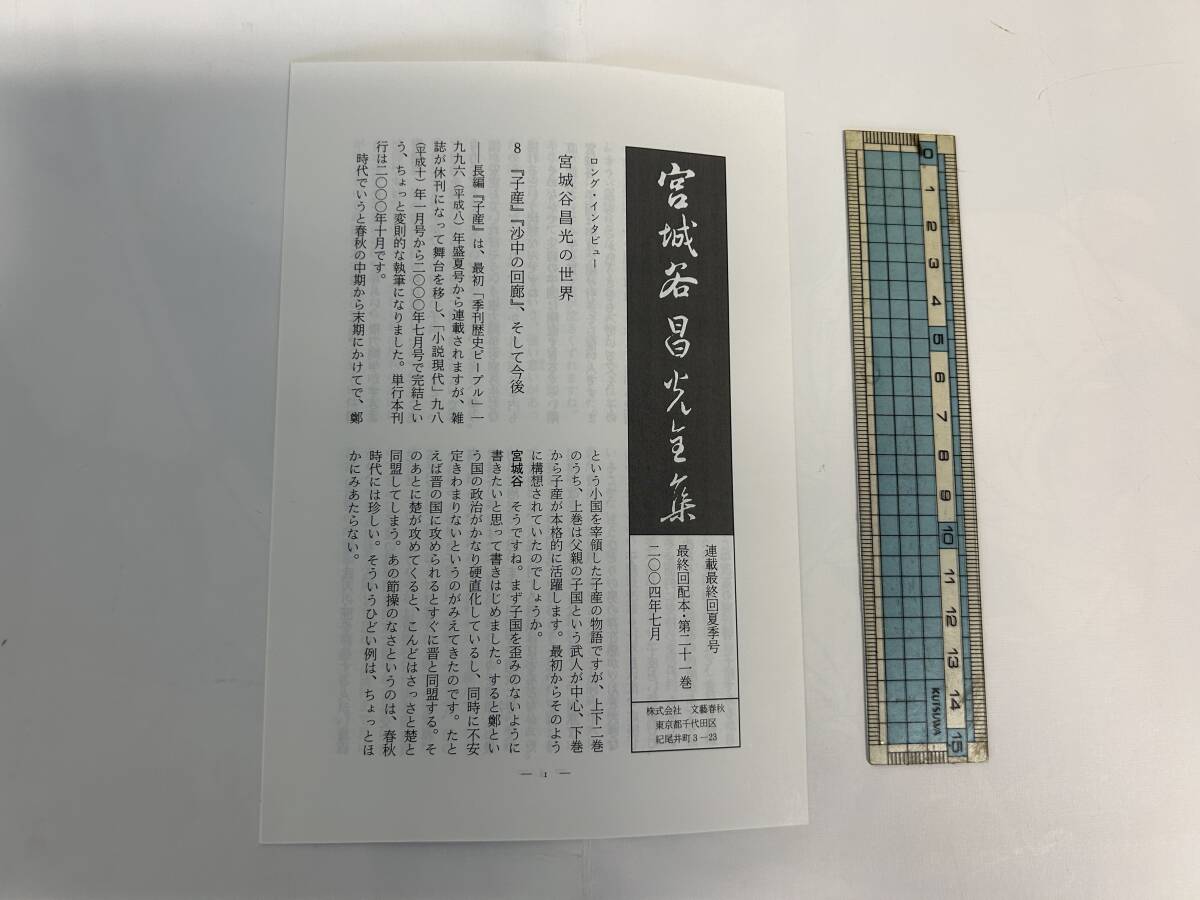 宮城谷昌光全集
連載最終回夏季号
最終回配本・第二十一巻
二〇〇四年七月
株式会社 文藝春秋
東京都千代田区
紀尾井町3―23
ロング・インタビュー
宮城谷昌光の世界
8 『子産』『沙中の回廊』、そして今後
――長編『子産』は、最初「季刊歴史ピープル」一
九九六（平成八）年盛夏号から連載されますが、雑
誌が休刊になって舞台を移し、「小説現代」九八
（平成十）年一月号から二〇〇〇年七月号で完結とい
う、ちょっと変則的な執筆になりました。単行本刊
行は二〇〇〇年十月です。
時代でいうと春秋の中期から末期にかけてで、鄭
という小国を宰領した子産の物語ですが、上下二巻
のうち、上巻は父親の子国という武人が中心、下巻
から子産が本格的に活躍します。最初からそのよう
に構想されていたのでしょうか。
宮城谷 そうですね。まず子国を歪みのないように
書きたいと思って書きはじめました。すると鄭とい
う国の政治がかなり硬直化しているし、同時に不安
定きわまりないというのがみえてきたのです。たと
えば晋の国に攻められるとすぐに晋と同盟する。そ
のあとに楚が攻めてくると、こんどはさっさと楚と
同盟してしまう。あの節操のなさというのは、春秋
時代には珍しい。そういうひどい例は、ちょっとほ
かにみあたらない。
― 1 ―
0
1
2
3
4
5
6
7
8
9
10
11
12
13
14
15
KUTSUWA